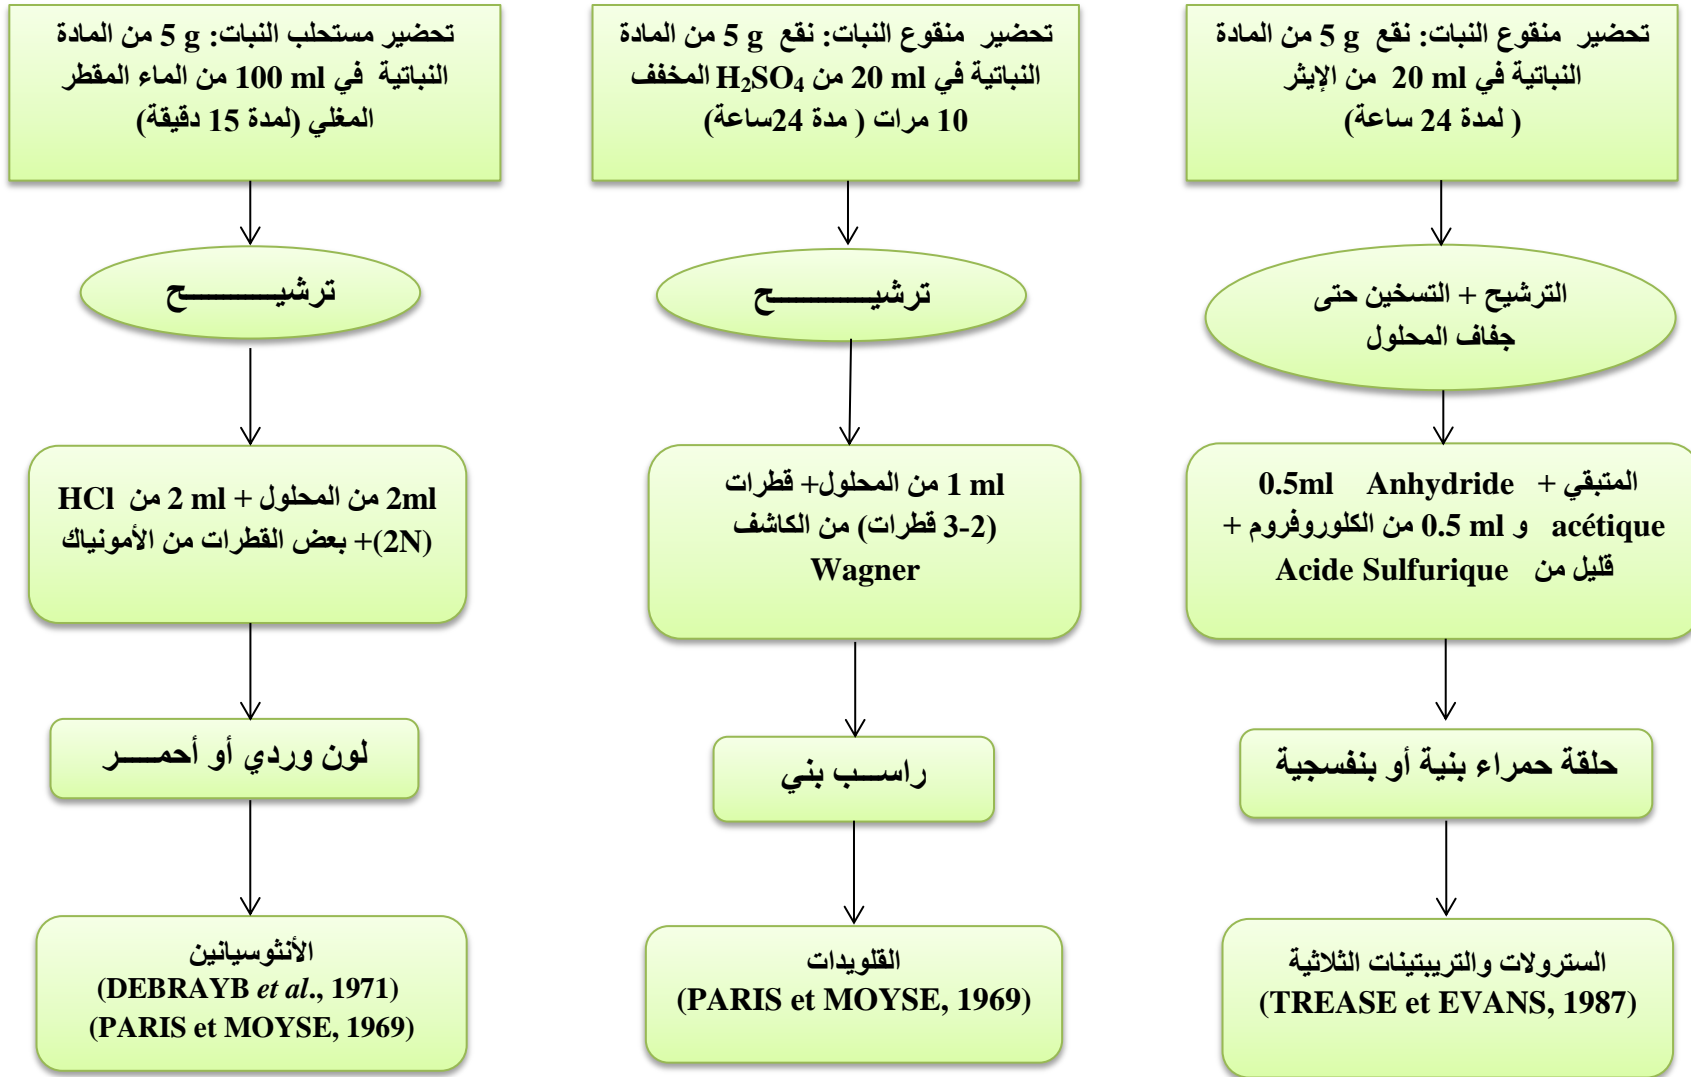 تحضير منقوع النبات: نقع 5 g من المادة
النباتية في 20 ml من الإيثر
( لمدة 24 ساعة)
الترشيح + التسخين حتى
جفاف المحلول
المتبقي + 0.5ml Anhydride
acétique و 0.5 ml من الكلوروفروم +
قليل من Acide Sulfurique
حلقة حمراء بنية أو بنفسجية
السترولات والتريبتينات الثلاثية
(TREASE et EVANS, 1987)
تحضير منقوع النبات: نقع 5 g من المادة
النباتية في 20 ml من H₂SO₄ المخفف
10 مرات ( مدة 24ساعة)
ترشيـــــــــــح
1 ml من المحلول+ قطرات
(2-3 قطرات) من الكاشف
Wagner
راســـب بني
القلويدات
(PARIS et MOYSE, 1969)
تحضير مستحلب النبات: 5 g من المادة
النباتية في 100 ml من الماء المقطر
المغلي (لمدة 15 دقيقة)
ترشيـــــــــــح
2ml من المحلول + 2 ml من HCl
(2N)+ بعض القطرات من الأمونياك
لون وردي أو أحمـــــر
الأنثوسيانين
(DEBRAYB et al., 1971)
(PARIS et MOYSE, 1969)